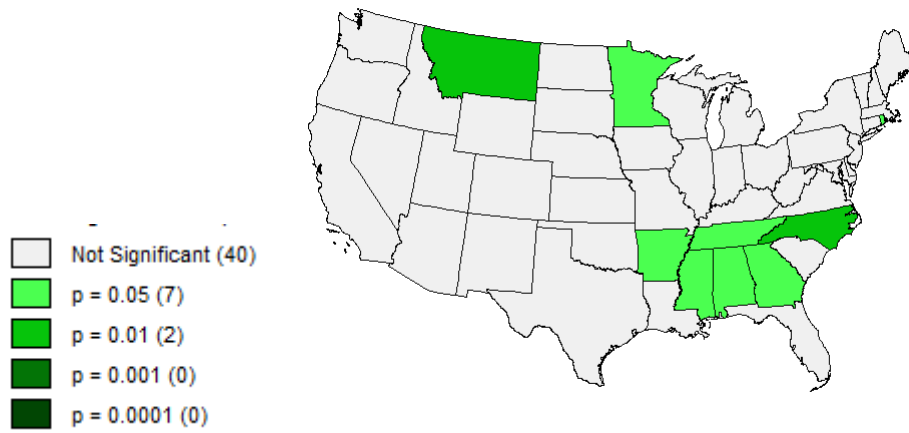 Not Significant (40)
p = 0.05 (7)
p = 0.01 (2)
p = 0.001 (0)
p = 0.0001 (0)